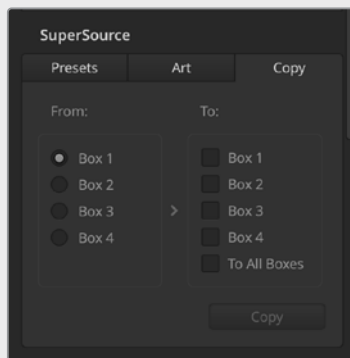 SuperSource
Presets Art Copy
From: To:
Box 1 Box 1
Box 2 Box 2
Box 3 > Box 3
Box 4 Box 4
To All Boxes
Copy